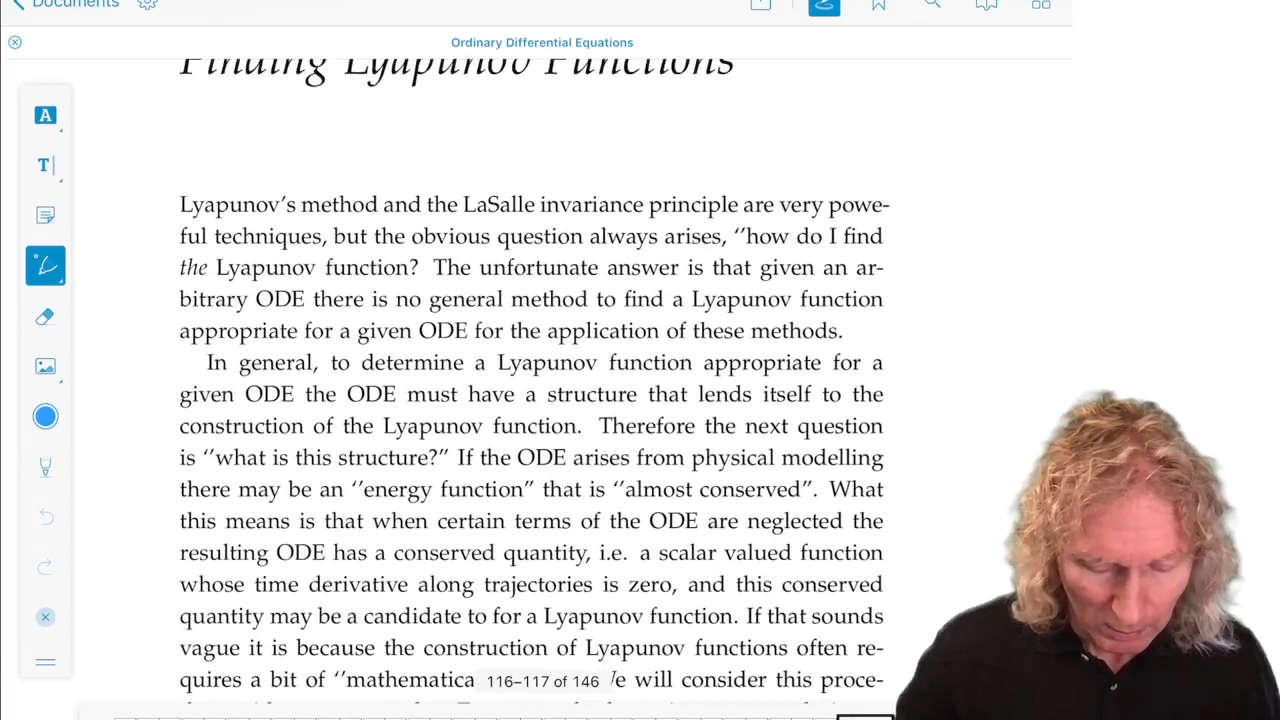 Documents
Ordinary Differential Equations
Finding Lyapunov Functions
A
T
Lyapunov’s method and the LaSalle invariance principle are very powe-
ful techniques, but the obvious question always arises, ‘‘how do I find
the Lyapunov function? The unfortunate answer is that given an ar-
bitrary ODE there is no general method to find a Lyapunov function
appropriate for a given ODE for the application of these methods.
In general, to determine a Lyapunov function appropriate for a
given ODE the ODE must have a structure that lends itself to the
construction of the Lyapunov function. Therefore the next question
is ‘‘what is this structure?” If the ODE arises from physical modelling
there may be an ‘‘energy function” that is ‘‘almost conserved”. What
this means is that when certain terms of the ODE are neglected the
resulting ODE has a conserved quantity, i.e. a scalar valued function
whose time derivative along trajectories is zero, and this conserved
quantity may be a candidate to for a Lyapunov function. If that sounds
vague it is because the construction of Lyapunov functions often re-
quires a bit of ‘‘mathematica 116–117 of 146 will consider this proce-